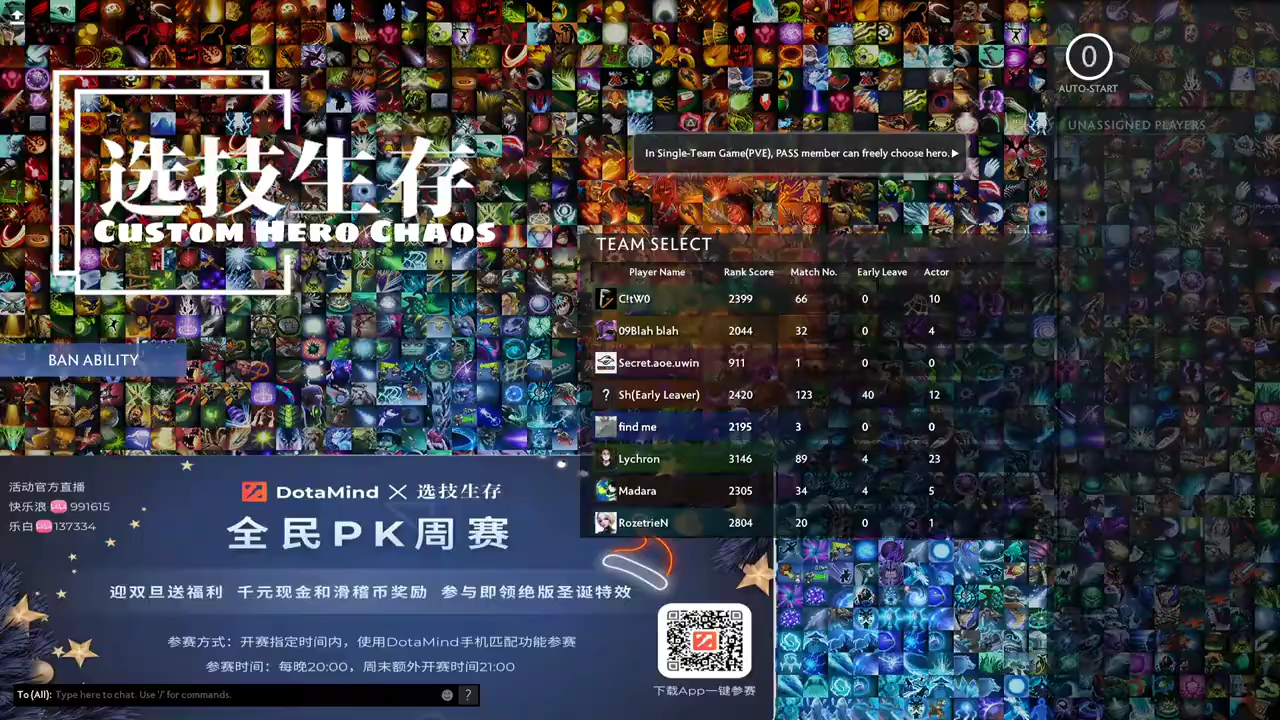 0
AUTO-START
UNASSIGNED PLAYERS
选技生存
CUSTOM HERO CHAOS
In Single-Team Game(PVE), PASS member can freely choose hero.
TEAM SELECT
Player Name Rank Score Match No. Early Leave Actor
C!tW0 2399 66 0 10
09Blah blah 2044 32 0 4
Secret.aoe.uwin 911 1 0 0
? Sh(Early Leaver) 2420 123 40 12
find me 2195 3 0 0
Lychron 3146 89 4 23
Madara 2305 34 4 5
RozetrieN 2804 20 0 1
BAN ABILITY
活动官方直播
快乐浪 991615
乐白 137334
DotaMind × 选技生存
全民PK周赛
迎双旦送福利 千元现金和滑稽币奖励 参与即领绝版圣诞特效
参赛方式：开赛指定时间内，使用DotaMind手机匹配功能参赛
参赛时间：每晚20:00，周末额外开赛时间21:00
下载App一键参赛
To (All): Type here to chat. Use '/' for commands.
?